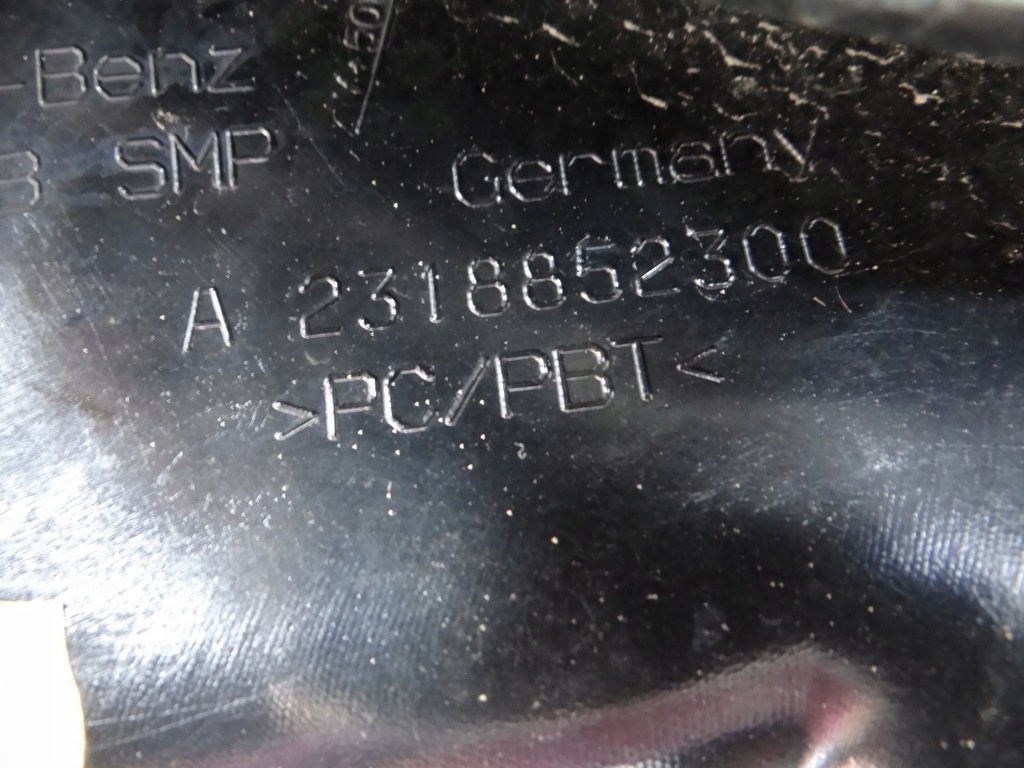 -Benz
B SMP Germany
A 2318852300
>PC/PBT<